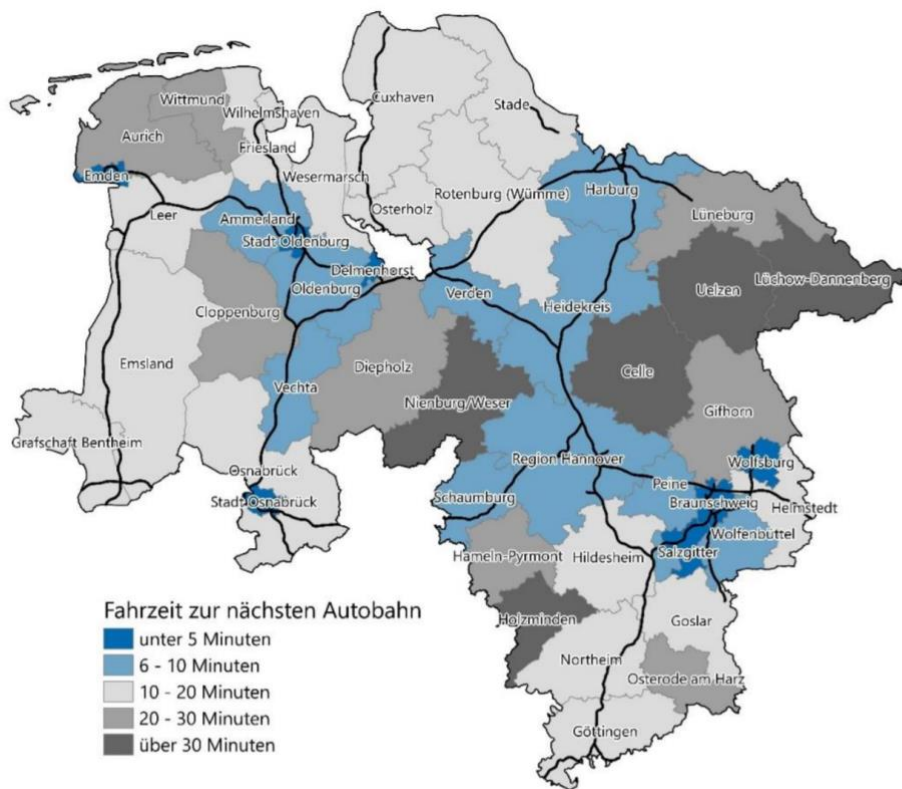 Wittmund
Wilhelmshaven
Cuxhaven
Stade
Aurich
Friesland
Emden
Wesermarsch
Rotenburg (Wümme)
Harburg
Leer
Ammerland
Osterholz
Lüneburg
Stadt Oldenburg
Delmenhorst
Oldenburg
Verden
Heidekreis
Uelzen
Lüchow-Dannenberg
Cloppenburg
Emsland
Diepholz
Celle
Vechta
Nienburg/Weser
Gifhorn
Grafschaft Bentheim
Osnabrück
Region Hannover
Wolfsburg
Stadt Osnabrück
Schaumburg
Peine
Braunschweig
Helmstedt
Wolfenbüttel
Hameln-Pyrmont
Hildesheim
Salzgitter
Holzminden
Goslar
Northeim
Osterode am Harz
Göttingen
Fahrzeit zur nächsten Autobahn
unter 5 Minuten
6 - 10 Minuten
10 - 20 Minuten
20 - 30 Minuten
über 30 Minuten